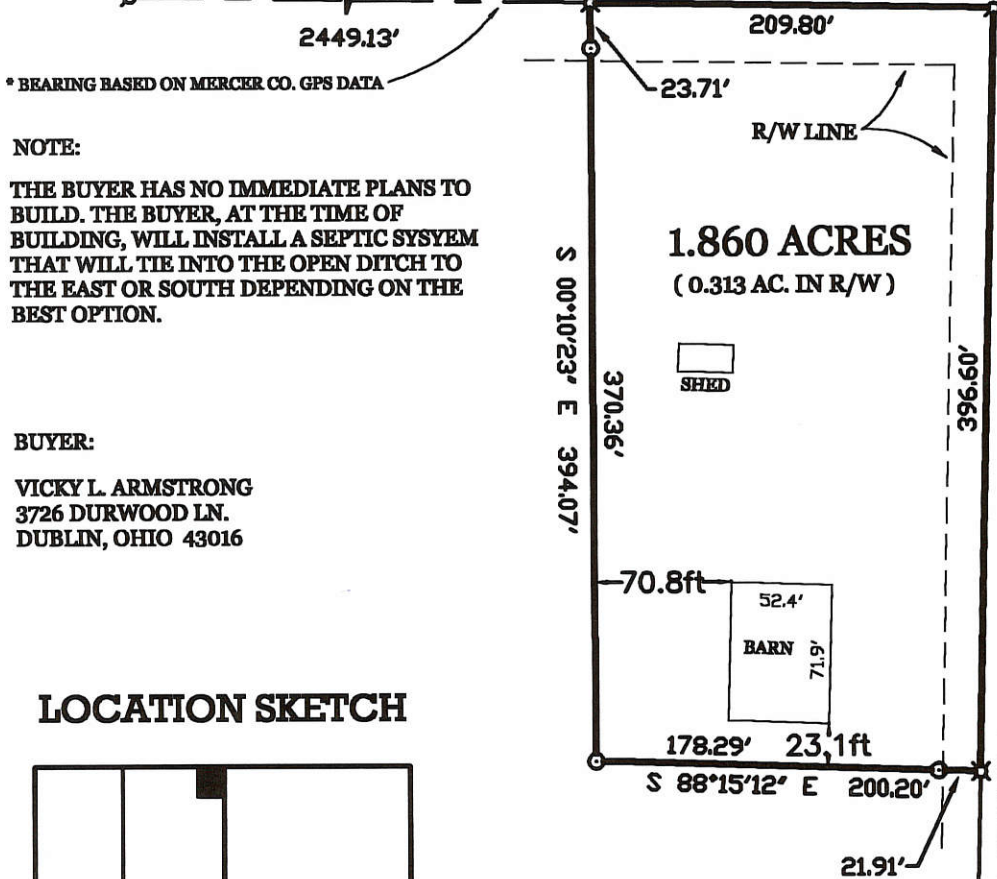 2449.13'
209.80'
* BEARING BASED ON MERCER CO. GPS DATA
23.71'
R/W LINE
NOTE:
THE BUYER HAS NO IMMEDIATE PLANS TO
BUILD. THE BUYER, AT THE TIME OF
BUILDING, WILL INSTALL A SEPTIC SYSYEM
THAT WILL TIE INTO THE OPEN DITCH TO
THE EAST OR SOUTH DEPENDING ON THE
BEST OPTION.
1.860 ACRES
( 0.313 AC. IN R/W )
S 00°10'23" E 394.07'
370.36'
SHED
396.60'
BUYER:
VICKY L. ARMSTRONG
3726 DURWOOD LN.
DUBLIN, OHIO 43016
70.8ft
52.4'
BARN
71.9'
LOCATION SKETCH
178.29' 23.1ft
S 88°15'12" E 200.20'
21.91'